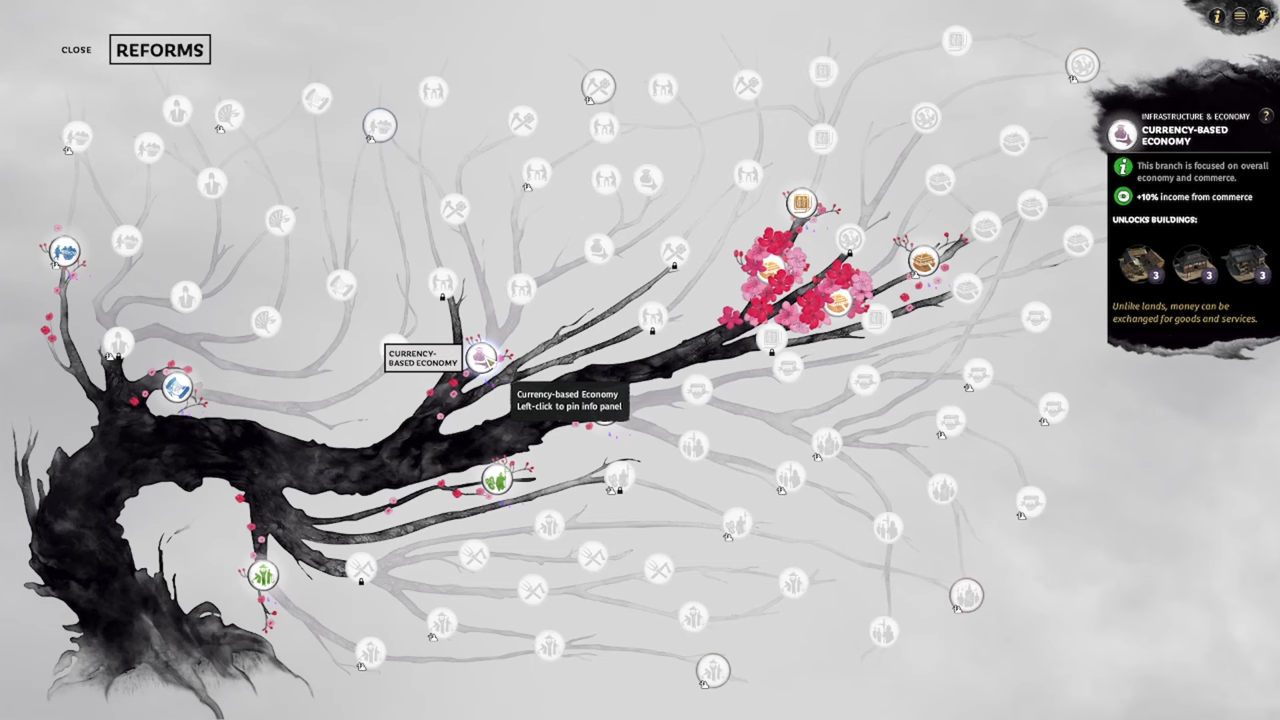 CLOSE
REFORMS
INFRASTRUCTURE & ECONOMY
?
CURRENCY-BASED
ECONOMY
This branch is focused on overall
economy and commerce.
+10% income from commerce
UNLOCKS BUILDINGS:
3
3
3
Unlike lands, money can be
exchanged for goods and services.
CURRENCY-
BASED ECONOMY
Currency-based Economy
Left-click to pin info panel